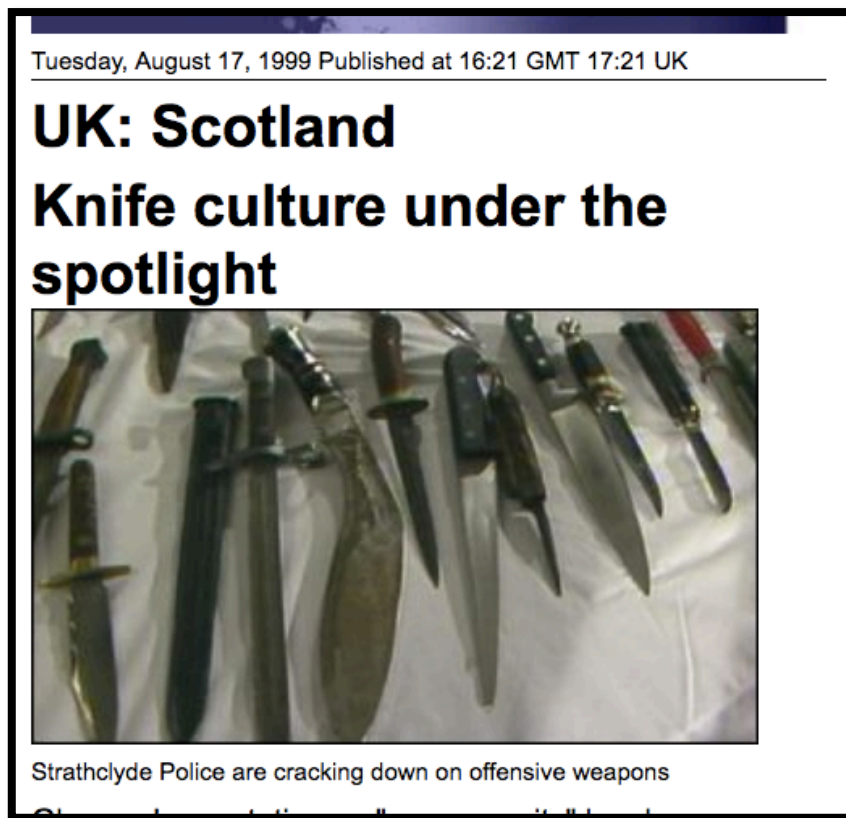 Tuesday, August 17, 1999 Published at 16:21 GMT 17:21 UK
UK: Scotland
Knife culture under the
spotlight
Strathclyde Police are cracking down on offensive weapons